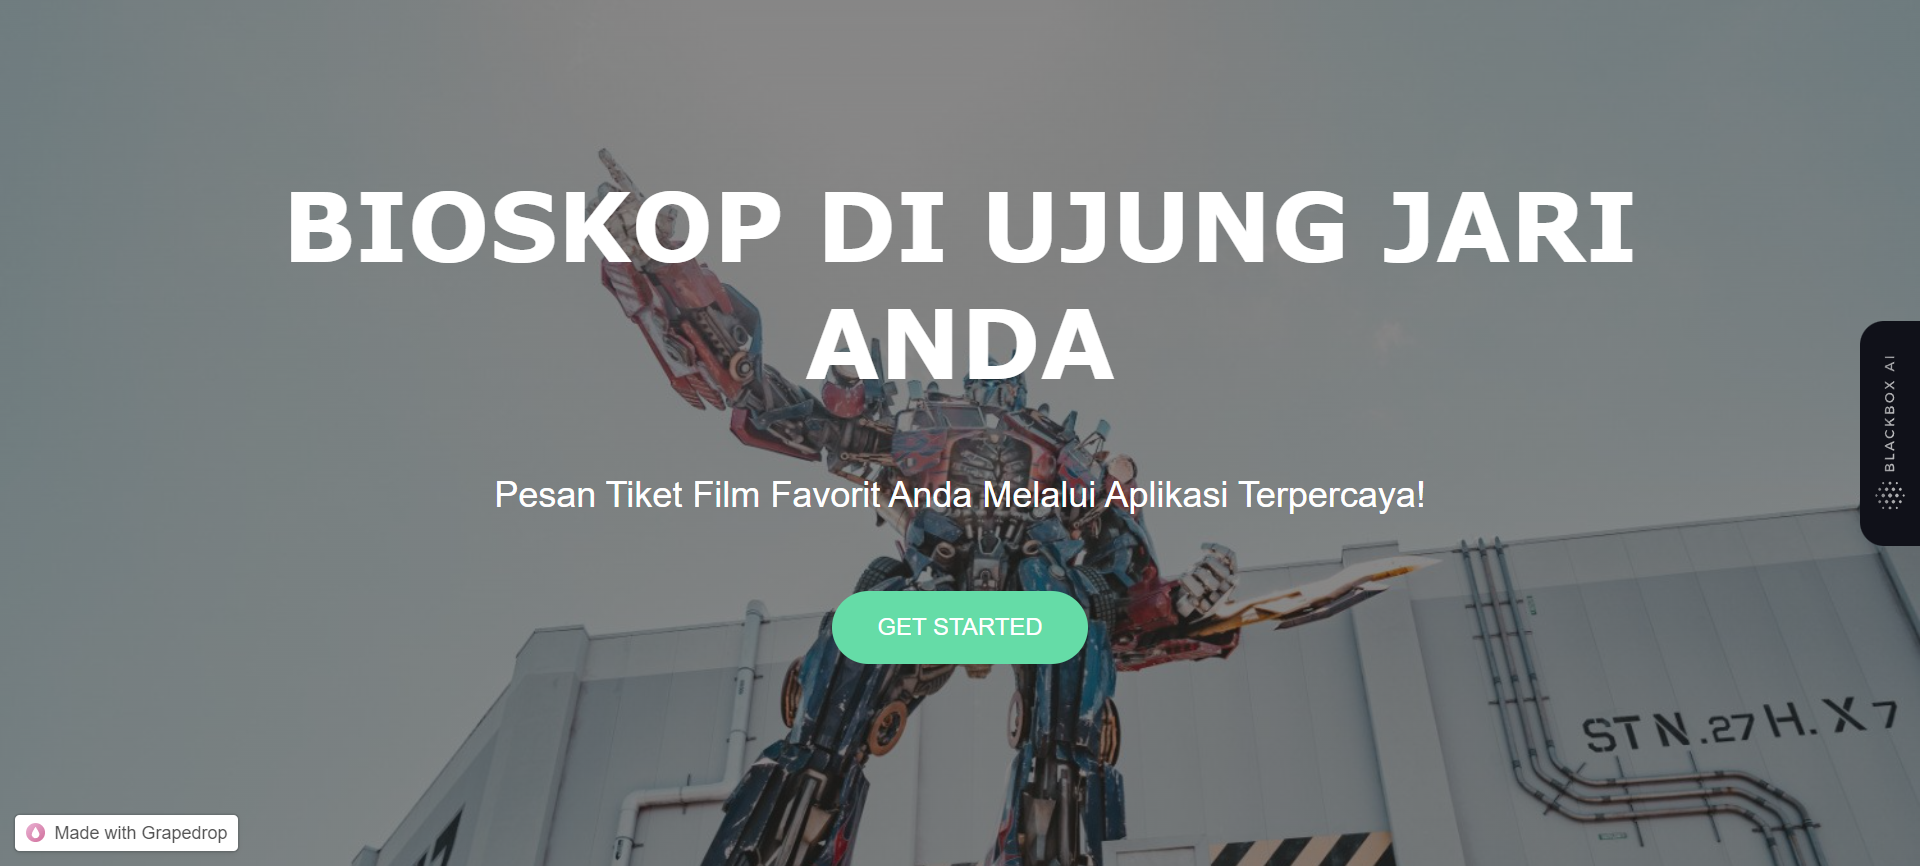 BIOSKOP DI UJUNG JARI
ANDA
Pesan Tiket Film Favorit Anda Melalui Aplikasi Terpercaya!
GET STARTED
BLACKBOX AI
STN.27H.X7
Made with Grapedrop